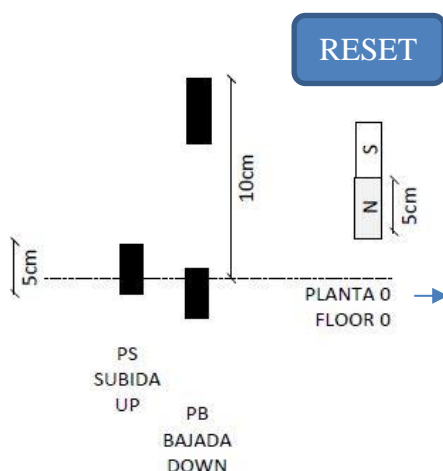 RESET
S
N
10cm
5cm
5cm
PLANTA 0
FLOOR 0
PS
SUBIDA
UP
PB
BAJADA
DOWN